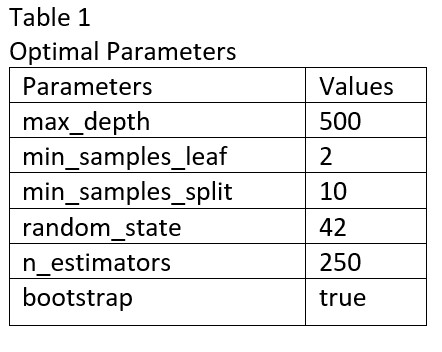 Table 1
Optimal Parameters
Parameters Values
max_depth 500
min_samples_leaf 2
min_samples_split 10
random_state 42
n_estimators 250
bootstrap true